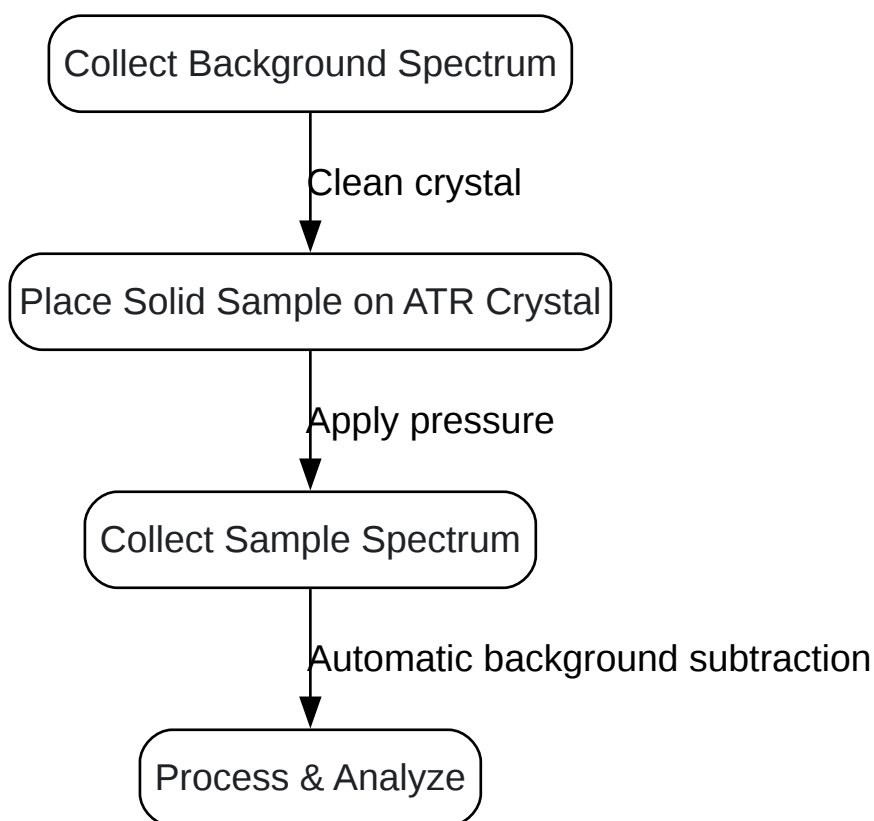 Collect Background Spectrum
Clean crystal
Place Solid Sample on ATR Crystal
Apply pressure
Collect Sample Spectrum
Automatic background subtraction
Process & Analyze